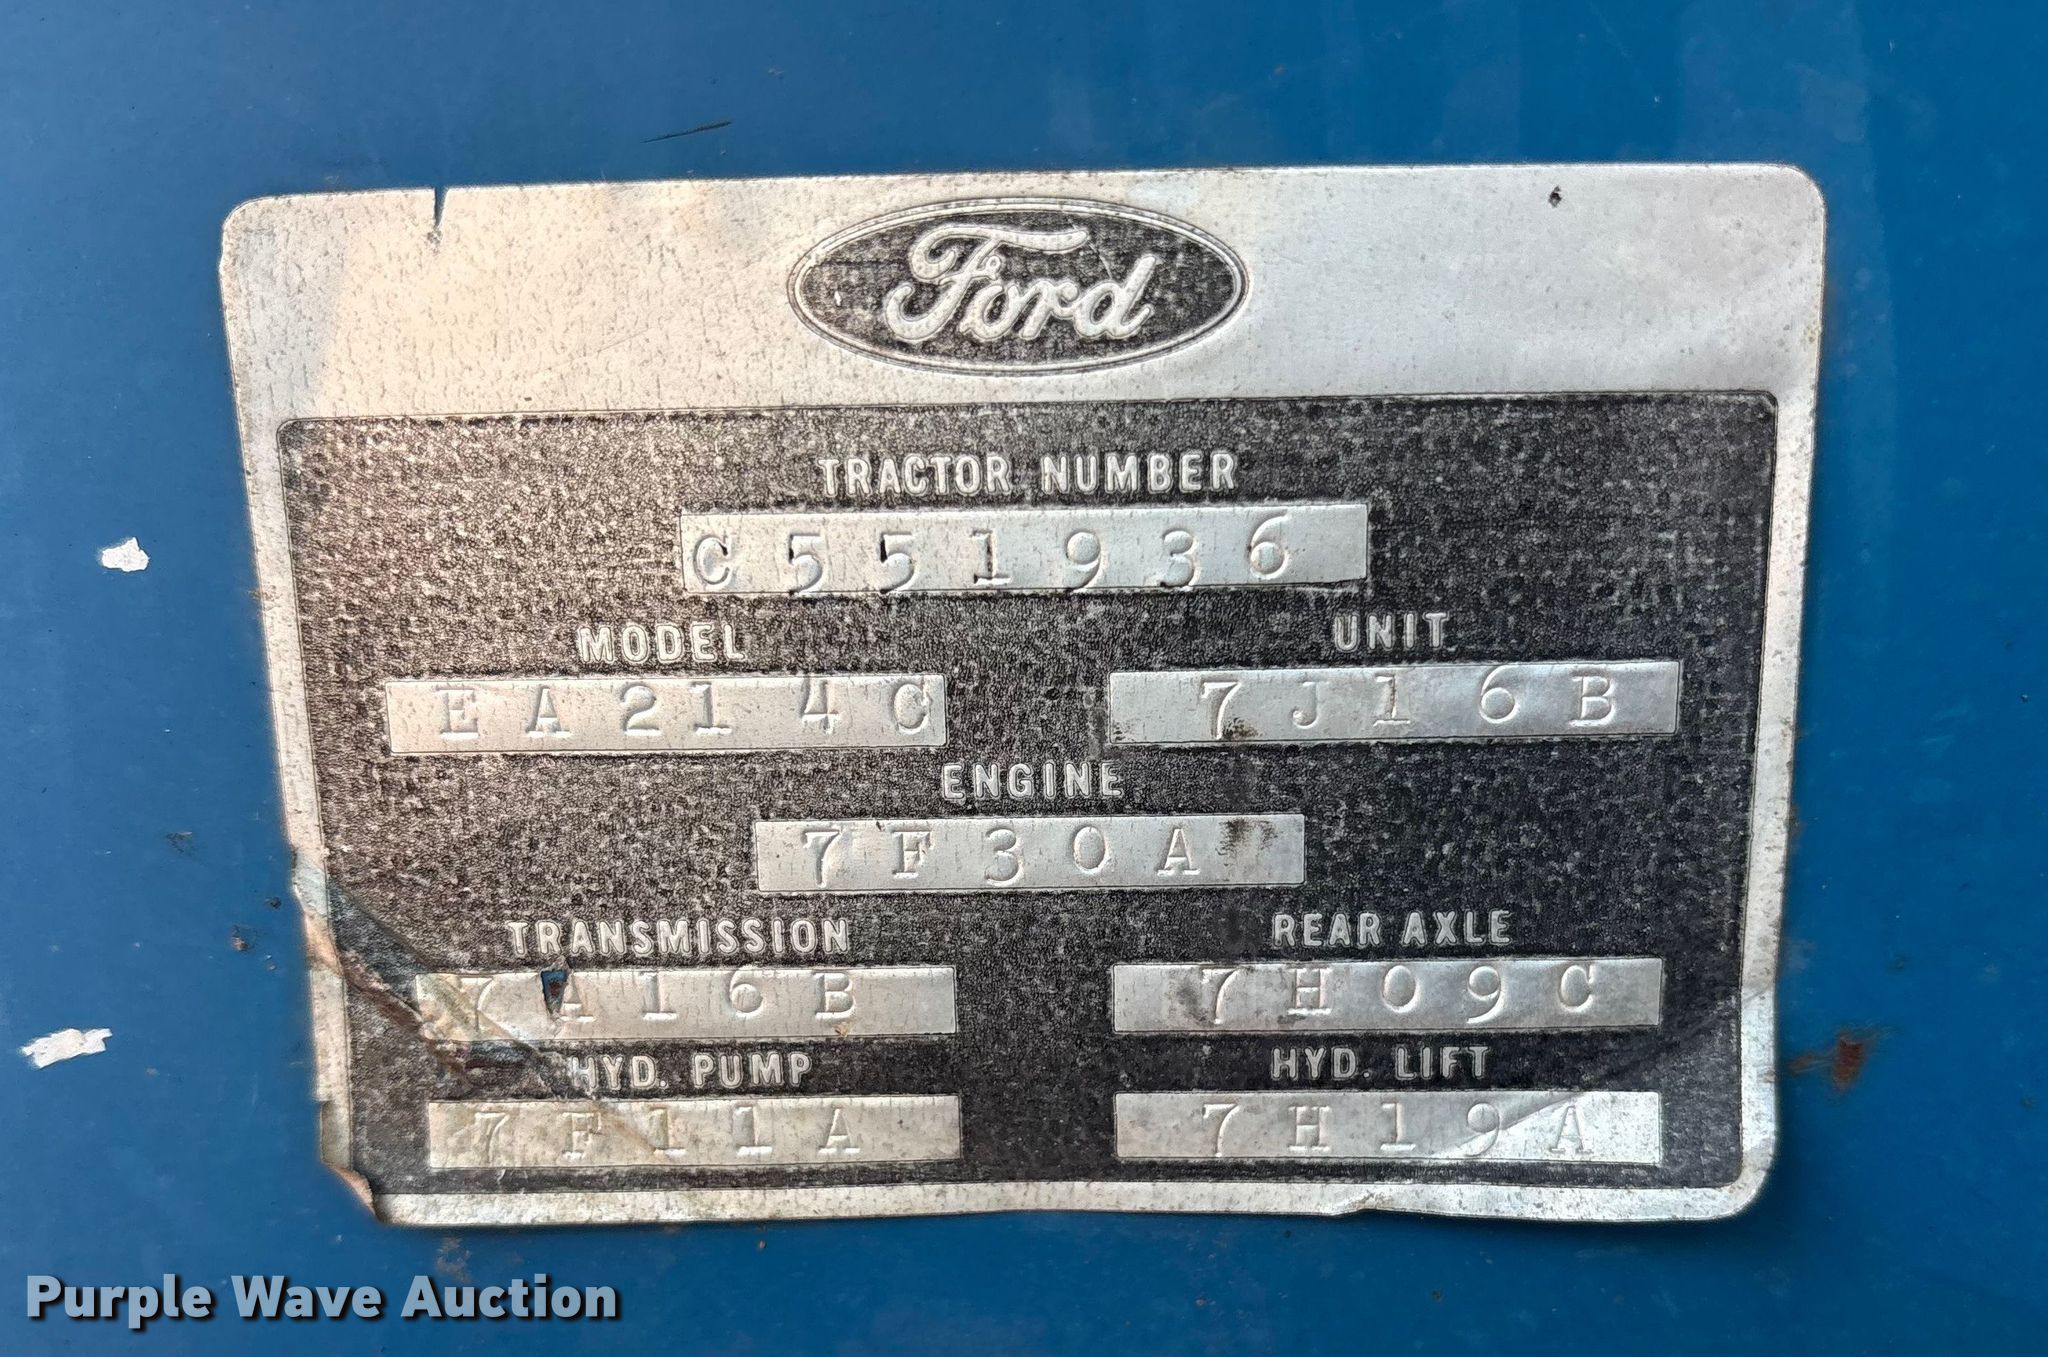 Ford
TRACTOR NUMBER
C551936
MODEL UNIT
EA214C 7J16B
ENGINE
7F30A
TRANSMISSION REAR AXLE
7A16B 7H09C
HYD. PUMP HYD. LIFT
7F11A 7H19A
Purple Wave Auction